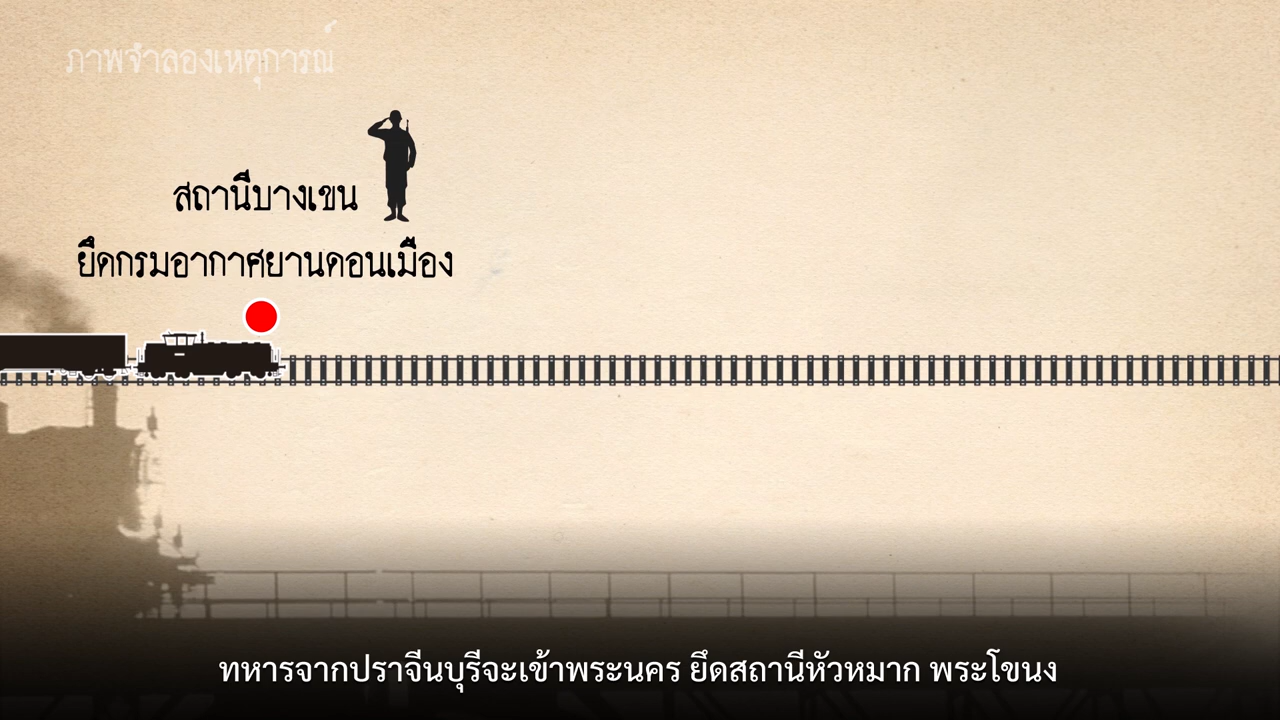 ภาพจำลองเหตุการณ์
สถานีบางเขน
ยึดกรมอากาศยานดอนเมือง
ทหารจากปราจีนบุรีจะเข้าพระนคร ยึดสถานีหัวหมาก พระโขนง